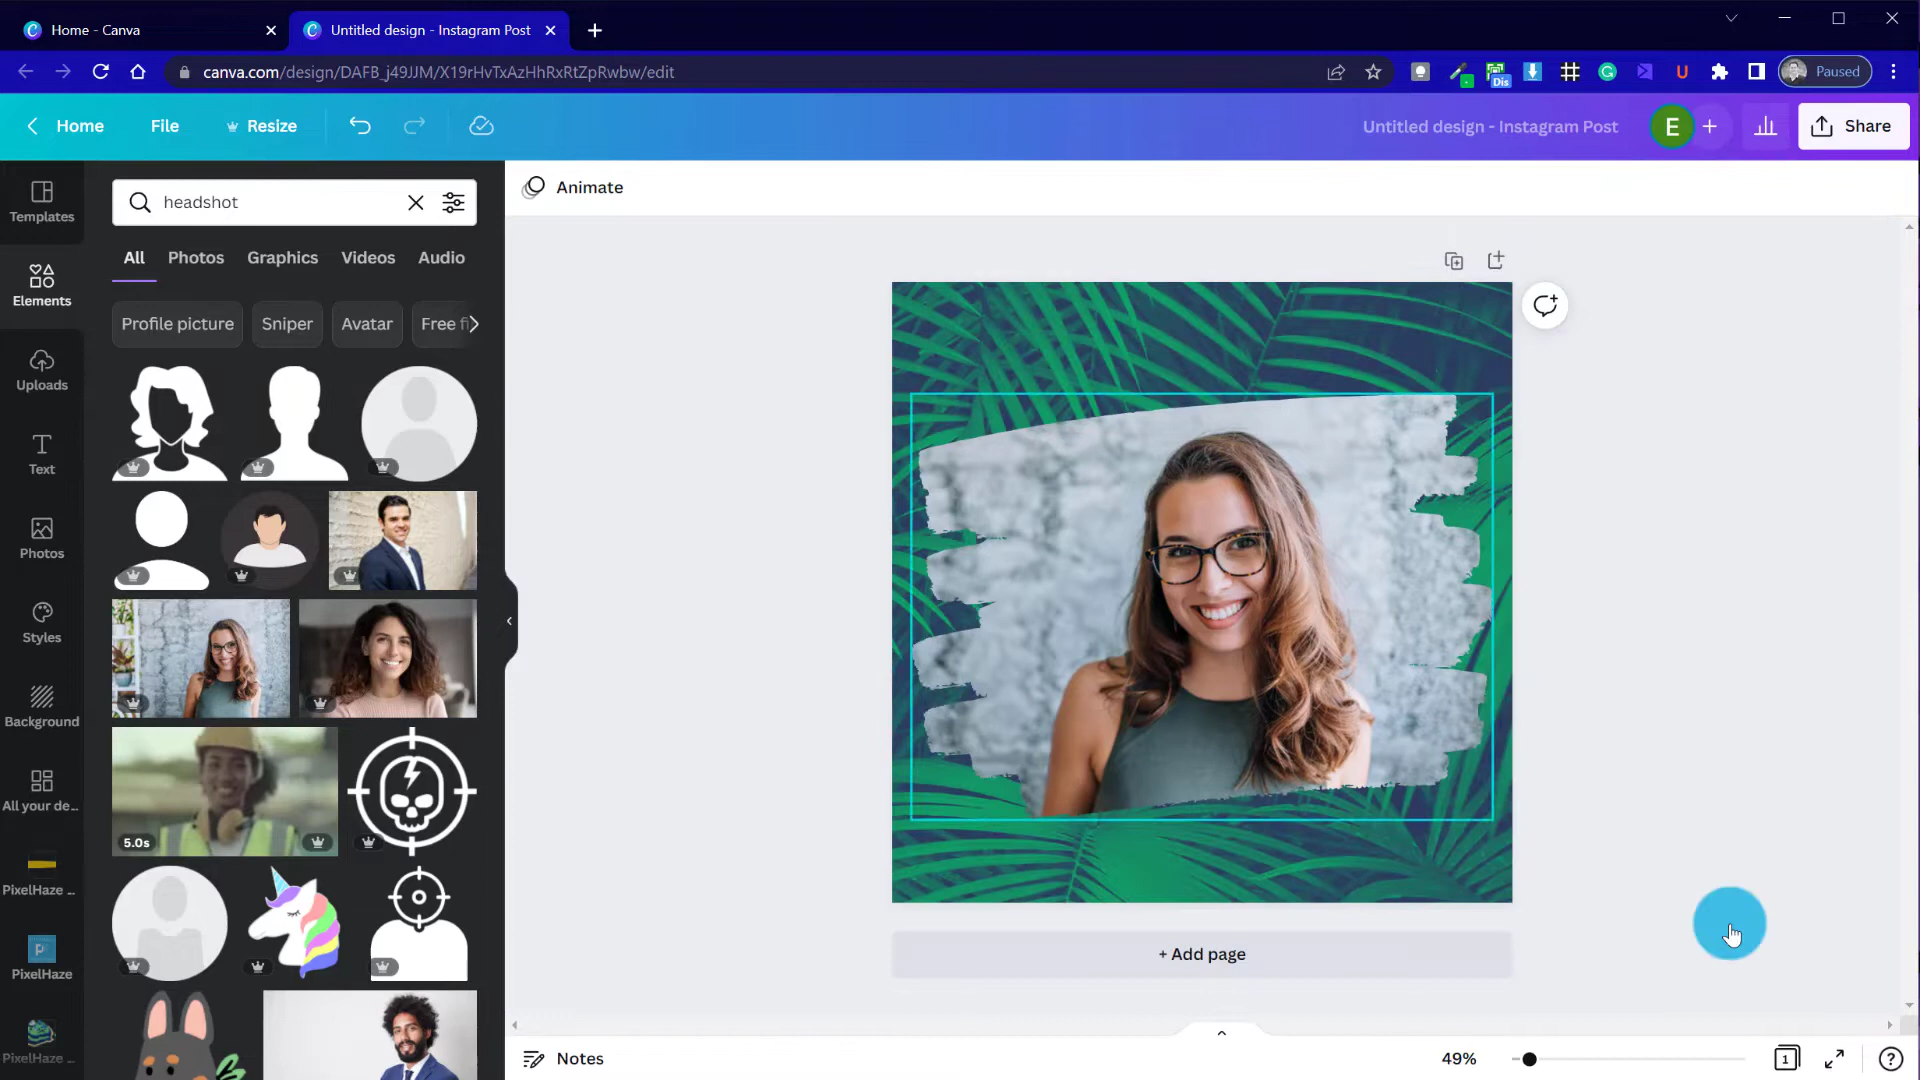 Home - Canva
Untitled design - Instagram Post
canva.com/design/DAFB_j49JJM/X19rHvTxAzHhRxRtZpRwbw/edit
Dis
Paused
Home
File
Resize
Untitled design - Instagram Post
E
Share
Templates
Elements
Uploads
Text
Photos
Styles
Background
All your de...
PixelHaze ...
PixelHaze
PixelHaze ...
headshot
All
Photos
Graphics
Videos
Audio
Profile picture
Sniper
Avatar
Free fi
5.0s
Animate
+ Add page
Notes
49%
1